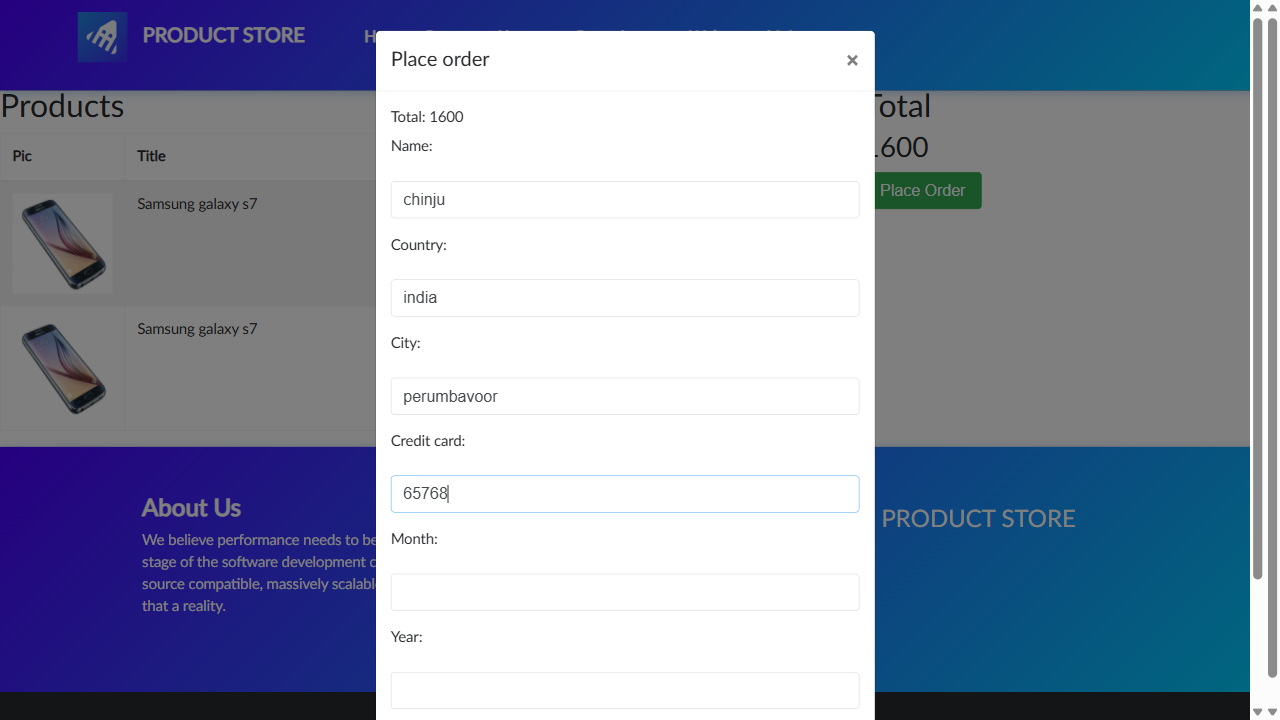 PRODUCT STORE
Place order
×
Products
Total: 1600
Total
Name:
1600
Pic
Title
Place Order
chinju
Samsung galaxy s7
Country:
india
Samsung galaxy s7
City:
perumbavoor
Credit card:
65768
About Us
PRODUCT STORE
We believe performance needs to be
stage of the software development
source compatible, massively
that a reality.
Month:
Year: